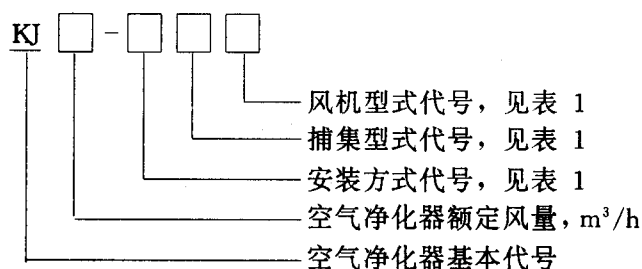 KJ□-□□□
风机型式代号，见表 1
捕集型式代号，见表 1
安装方式代号，见表 1
空气净化器额定风量，m³/h
空气净化器基本代号